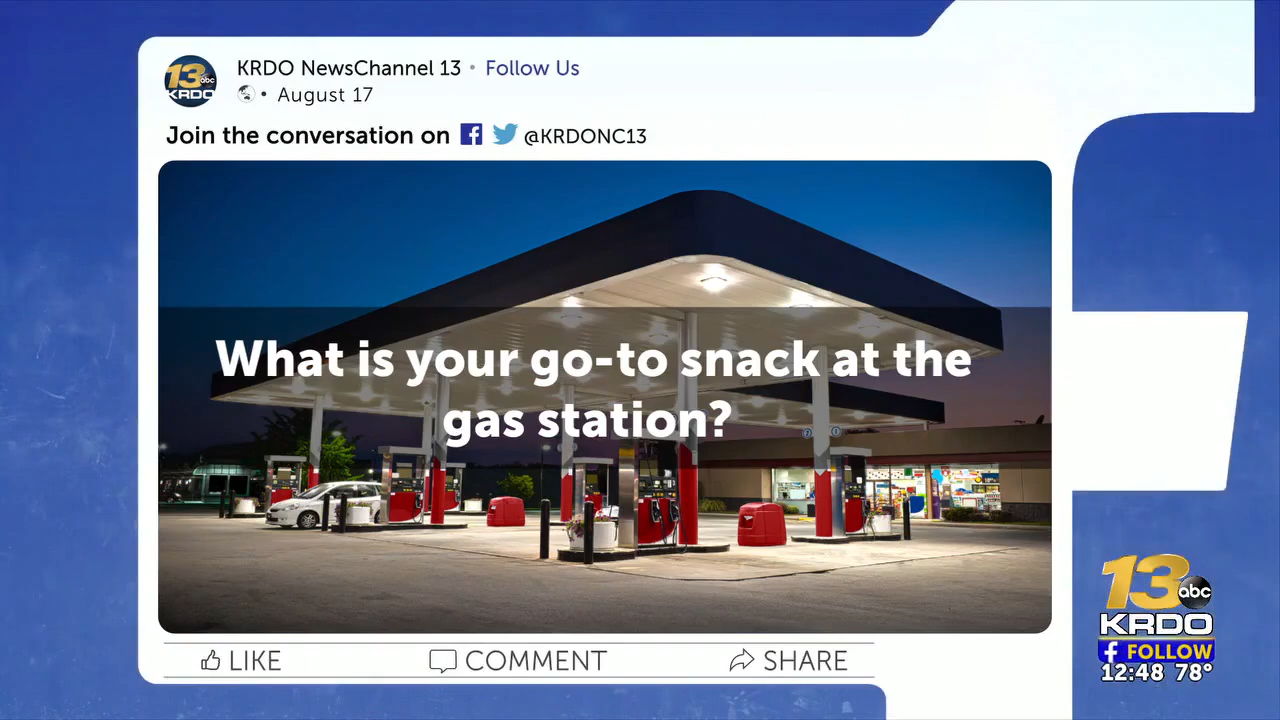 13 abc
KRDO
KRDO NewsChannel 13 • Follow Us
• August 17
Join the conversation on f @KRDONC13
What is your go-to snack at the
gas station?
LIKE COMMENT SHARE
13 abc
KRDO
f FOLLOW
12:48 78°